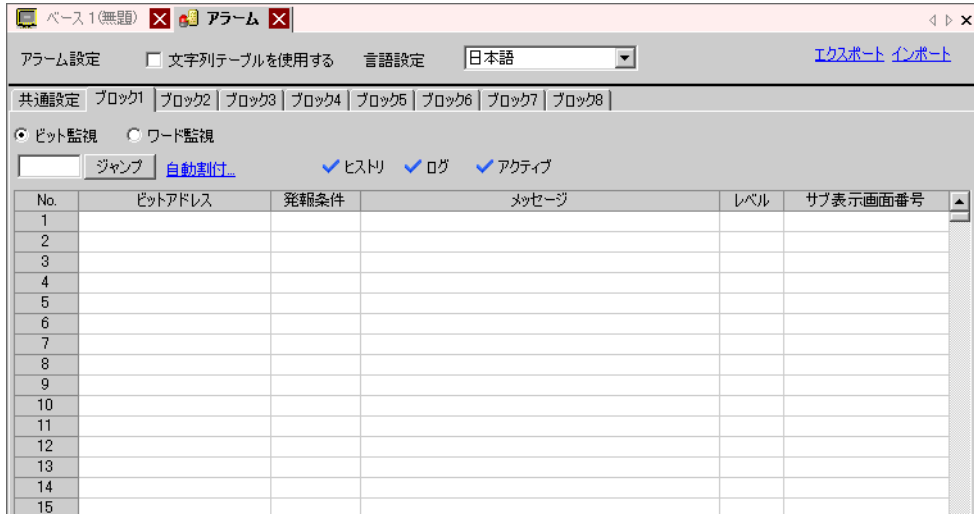 ベース 1(無題) アラーム
アラーム設定 文字列テーブルを使用する 言語設定 日本語 エクスポート インポート
共通設定 ブロック1 ブロック2 ブロック3 ブロック4 ブロック5 ブロック6 ブロック7 ブロック8
ビット監視 ワード監視
ジャンプ 自動割付... ヒストリ ログ アクティブ
No. ビットアドレス 発報条件 メッセージ レベル サブ表示画面番号
1
2
3
4
5
6
7
8
9
10
11
12
13
14
15